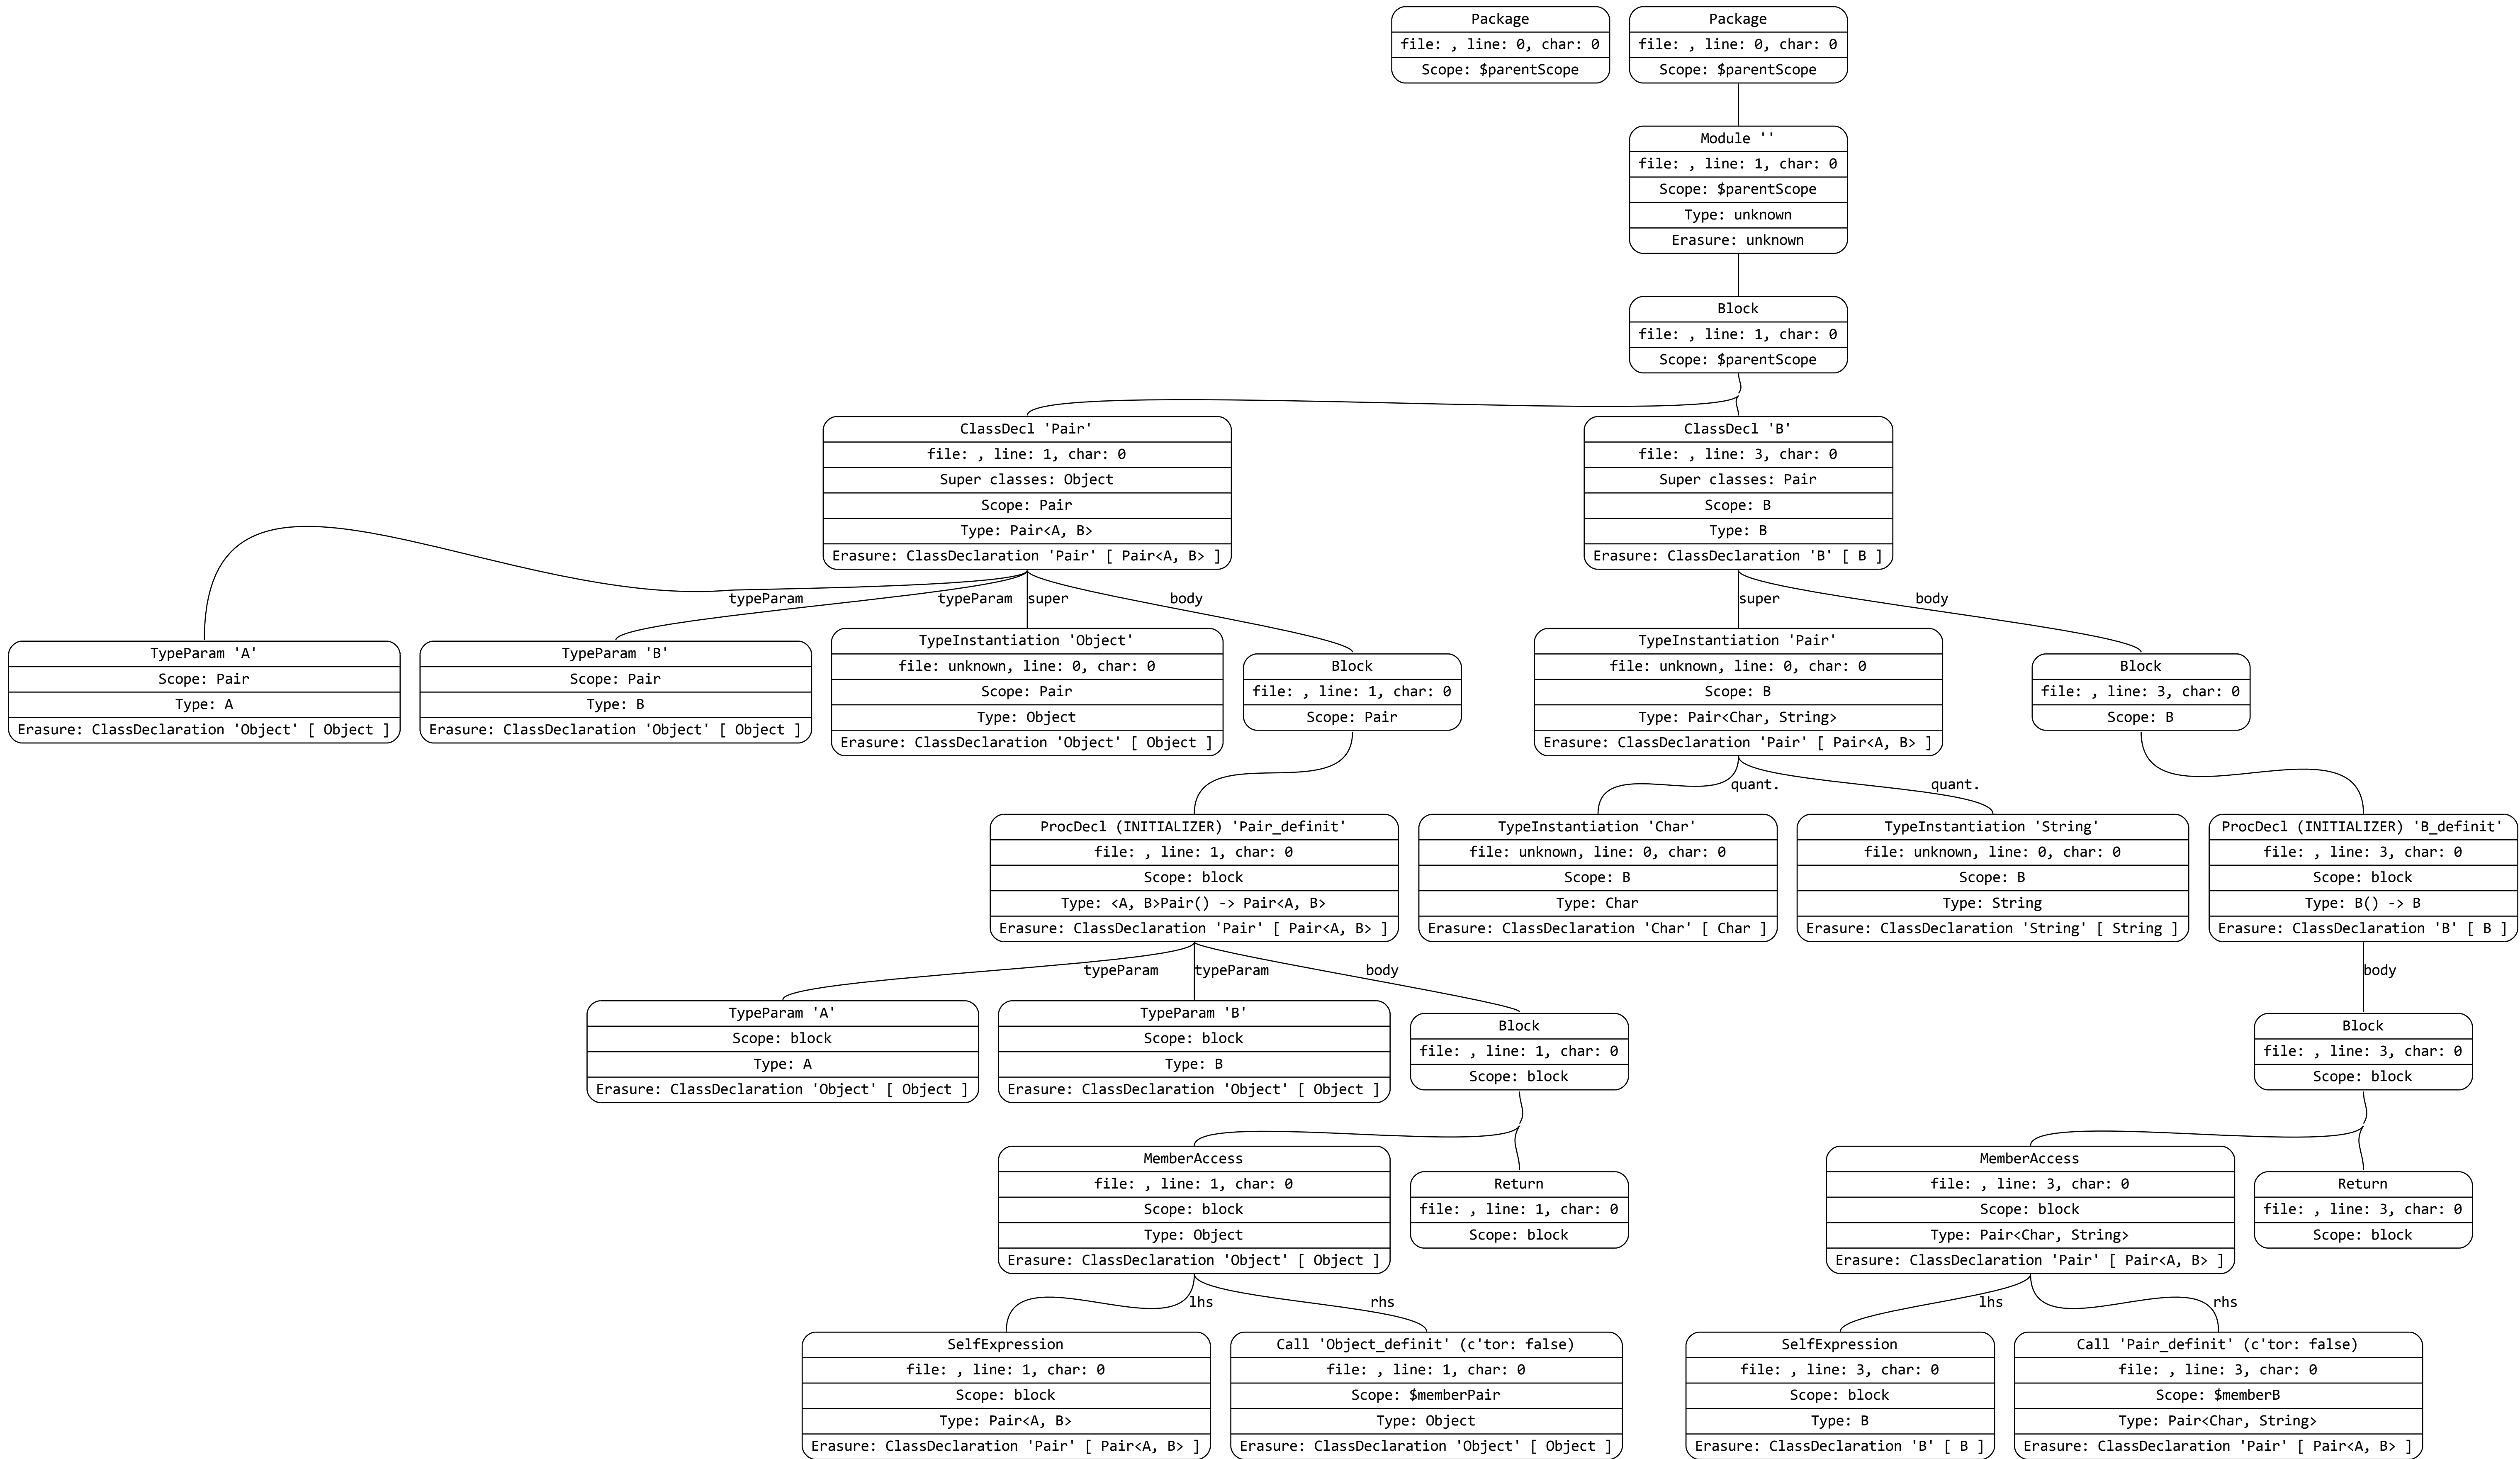 Package
file: , line: 0, char: 0
Scope: $parentScope
Package
file: , line: 0, char: 0
Scope: $parentScope
Module ''
file: , line: 1, char: 0
Scope: $parentScope
Type: unknown
Erasure: unknown
Block
file: , line: 1, char: 0
Scope: $parentScope
ClassDecl 'Pair'
file: , line: 1, char: 0
Super classes: Object
Scope: Pair
Type: Pair<A, B>
Erasure: ClassDeclaration 'Pair' [ Pair<A, B> ]
ClassDecl 'B'
file: , line: 3, char: 0
Super classes: Pair
Scope: B
Type: B
Erasure: ClassDeclaration 'B' [ B ]
typeParam
typeParam
super
body
super
body
TypeParam 'A'
Scope: Pair
Type: A
Erasure: ClassDeclaration 'Object' [ Object ]
TypeParam 'B'
Scope: Pair
Type: B
Erasure: ClassDeclaration 'Object' [ Object ]
TypeInstantiation 'Object'
file: unknown, line: 0, char: 0
Scope: Pair
Type: Object
Erasure: ClassDeclaration 'Object' [ Object ]
Block
file: , line: 1, char: 0
Scope: Pair
TypeInstantiation 'Pair'
file: unknown, line: 0, char: 0
Scope: B
Type: Pair<Char, String>
Erasure: ClassDeclaration 'Pair' [ Pair<A, B> ]
Block
file: , line: 3, char: 0
Scope: B
quant.
quant.
ProcDecl (INITIALIZER) 'Pair_definit'
file: , line: 1, char: 0
Scope: block
Type: <A, B>Pair() -> Pair<A, B>
Erasure: ClassDeclaration 'Pair' [ Pair<A, B> ]
TypeInstantiation 'Char'
file: unknown, line: 0, char: 0
Scope: B
Type: Char
Erasure: ClassDeclaration 'Char' [ Char ]
TypeInstantiation 'String'
file: unknown, line: 0, char: 0
Scope: B
Type: String
Erasure: ClassDeclaration 'String' [ String ]
ProcDecl (INITIALIZER) 'B_definit'
file: , line: 3, char: 0
Scope: block
Type: B() -> B
Erasure: ClassDeclaration 'B' [ B ]
typeParam
typeParam
body
body
TypeParam 'A'
Scope: block
Type: A
Erasure: ClassDeclaration 'Object' [ Object ]
TypeParam 'B'
Scope: block
Type: B
Erasure: ClassDeclaration 'Object' [ Object ]
Block
file: , line: 1, char: 0
Scope: block
Block
file: , line: 3, char: 0
Scope: block
MemberAccess
file: , line: 1, char: 0
Scope: block
Type: Object
Erasure: ClassDeclaration 'Object' [ Object ]
Return
file: , line: 1, char: 0
Scope: block
MemberAccess
file: , line: 3, char: 0
Scope: block
Type: Pair<Char, String>
Erasure: ClassDeclaration 'Pair' [ Pair<A, B> ]
Return
file: , line: 3, char: 0
Scope: block
lhs
rhs
lhs
rhs
SelfExpression
file: , line: 1, char: 0
Scope: block
Type: Pair<A, B>
Erasure: ClassDeclaration 'Pair' [ Pair<A, B> ]
Call 'Object_definit' (c'tor: false)
file: , line: 1, char: 0
Scope: $memberPair
Type: Object
Erasure: ClassDeclaration 'Object' [ Object ]
SelfExpression
file: , line: 3, char: 0
Scope: block
Type: B
Erasure: ClassDeclaration 'B' [ B ]
Call 'Pair_definit' (c'tor: false)
file: , line: 3, char: 0
Scope: $memberB
Type: Pair<Char, String>
Erasure: ClassDeclaration 'Pair' [ Pair<A, B> ]